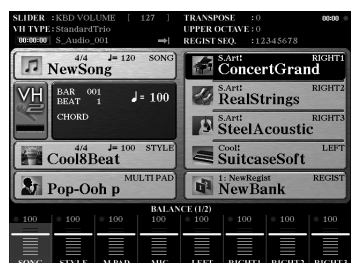 SLIDER : KBD VOLUME [ 127 ] TRANSPOSE : 0 00:00
VH TYPE : StandardTrio UPPER OCTAVE : 0
00:00:00 S_Audio_001 REGIST SEQ. : 12345678
4/4 ♩= 120 SONG
NewSong
S.Art! RIGHT1
ConcertGrand
VH
BAR 001
BEAT 1
♩= 100
CHORD
S.Art! RIGHT2
RealStrings
S.Art! RIGHT3
SteelAcoustic
4/4 ♩= 100 STYLE
Cool8Beat
Cool! LEFT
SuitcaseSoft
MULTI PAD
Pop-Ooh p
1: NewRegist REGIST
NewBank
BALANCE (1/2)
100 100 100 100 100 100 100 100
SONG STYLE M.PAD MIC LEFT RIGHT1 RIGHT2 RIGHT3